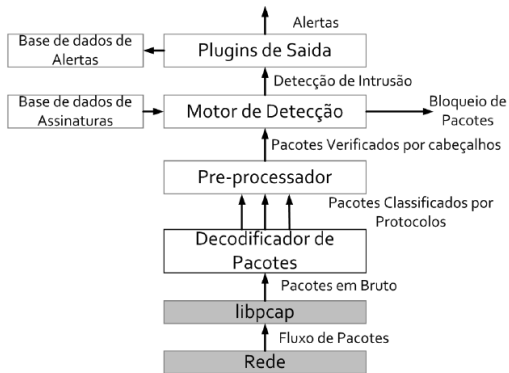 Alertas
Base de dados de
Alertas
Plugins de Saida
Detecção de Intrusão
Base de dados de
Assinaturas
Motor de Detecção
Bloqueio de
Pacotes
Pacotes Verificados por cabeçalhos
Pre-processador
Pacotes Classificados por
Protocolos
Decodificador de
Pacotes
Pacotes em Bruto
libpcap
Fluxo de Pacotes
Rede